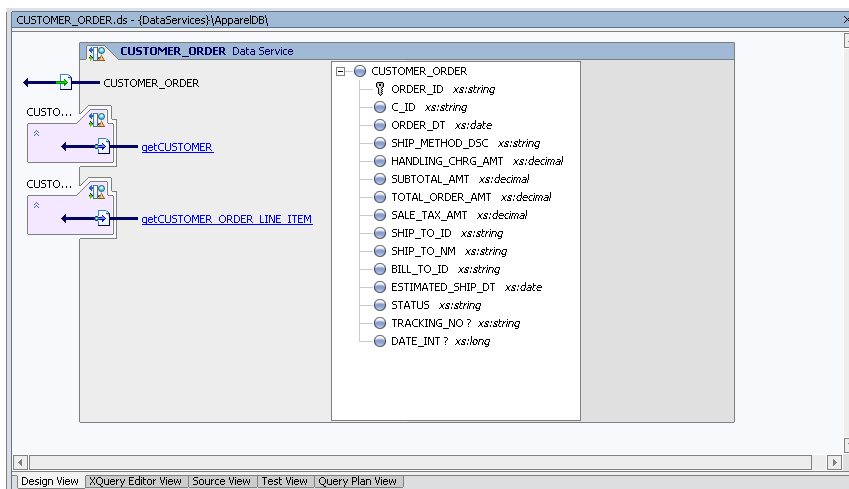 CUSTOMER_ORDER.ds - {DataServices}\ApparelDB\
CUSTOMER_ORDER Data Service
CUSTOMER_ORDER
CUSTO...
getCUSTOMER
CUSTO...
getCUSTOMER_ORDER_LINE_ITEM
CUSTOMER_ORDER
ORDER_ID xs:string
C_ID xs:string
ORDER_DT xs:date
SHIP_METHOD_DSC xs:string
HANDLING_CHRG_AMT xs:decimal
SUBTOTAL_AMT xs:decimal
TOTAL_ORDER_AMT xs:decimal
SALE_TAX_AMT xs:decimal
SHIP_TO_ID xs:string
SHIP_TO_NM xs:string
BILL_TO_ID xs:string
ESTIMATED_SHIP_DT xs:date
STATUS xs:string
TRACKING_NO ? xs:string
DATE_INT ? xs:long
Design View XQuery Editor View Source View Test View Query Plan View